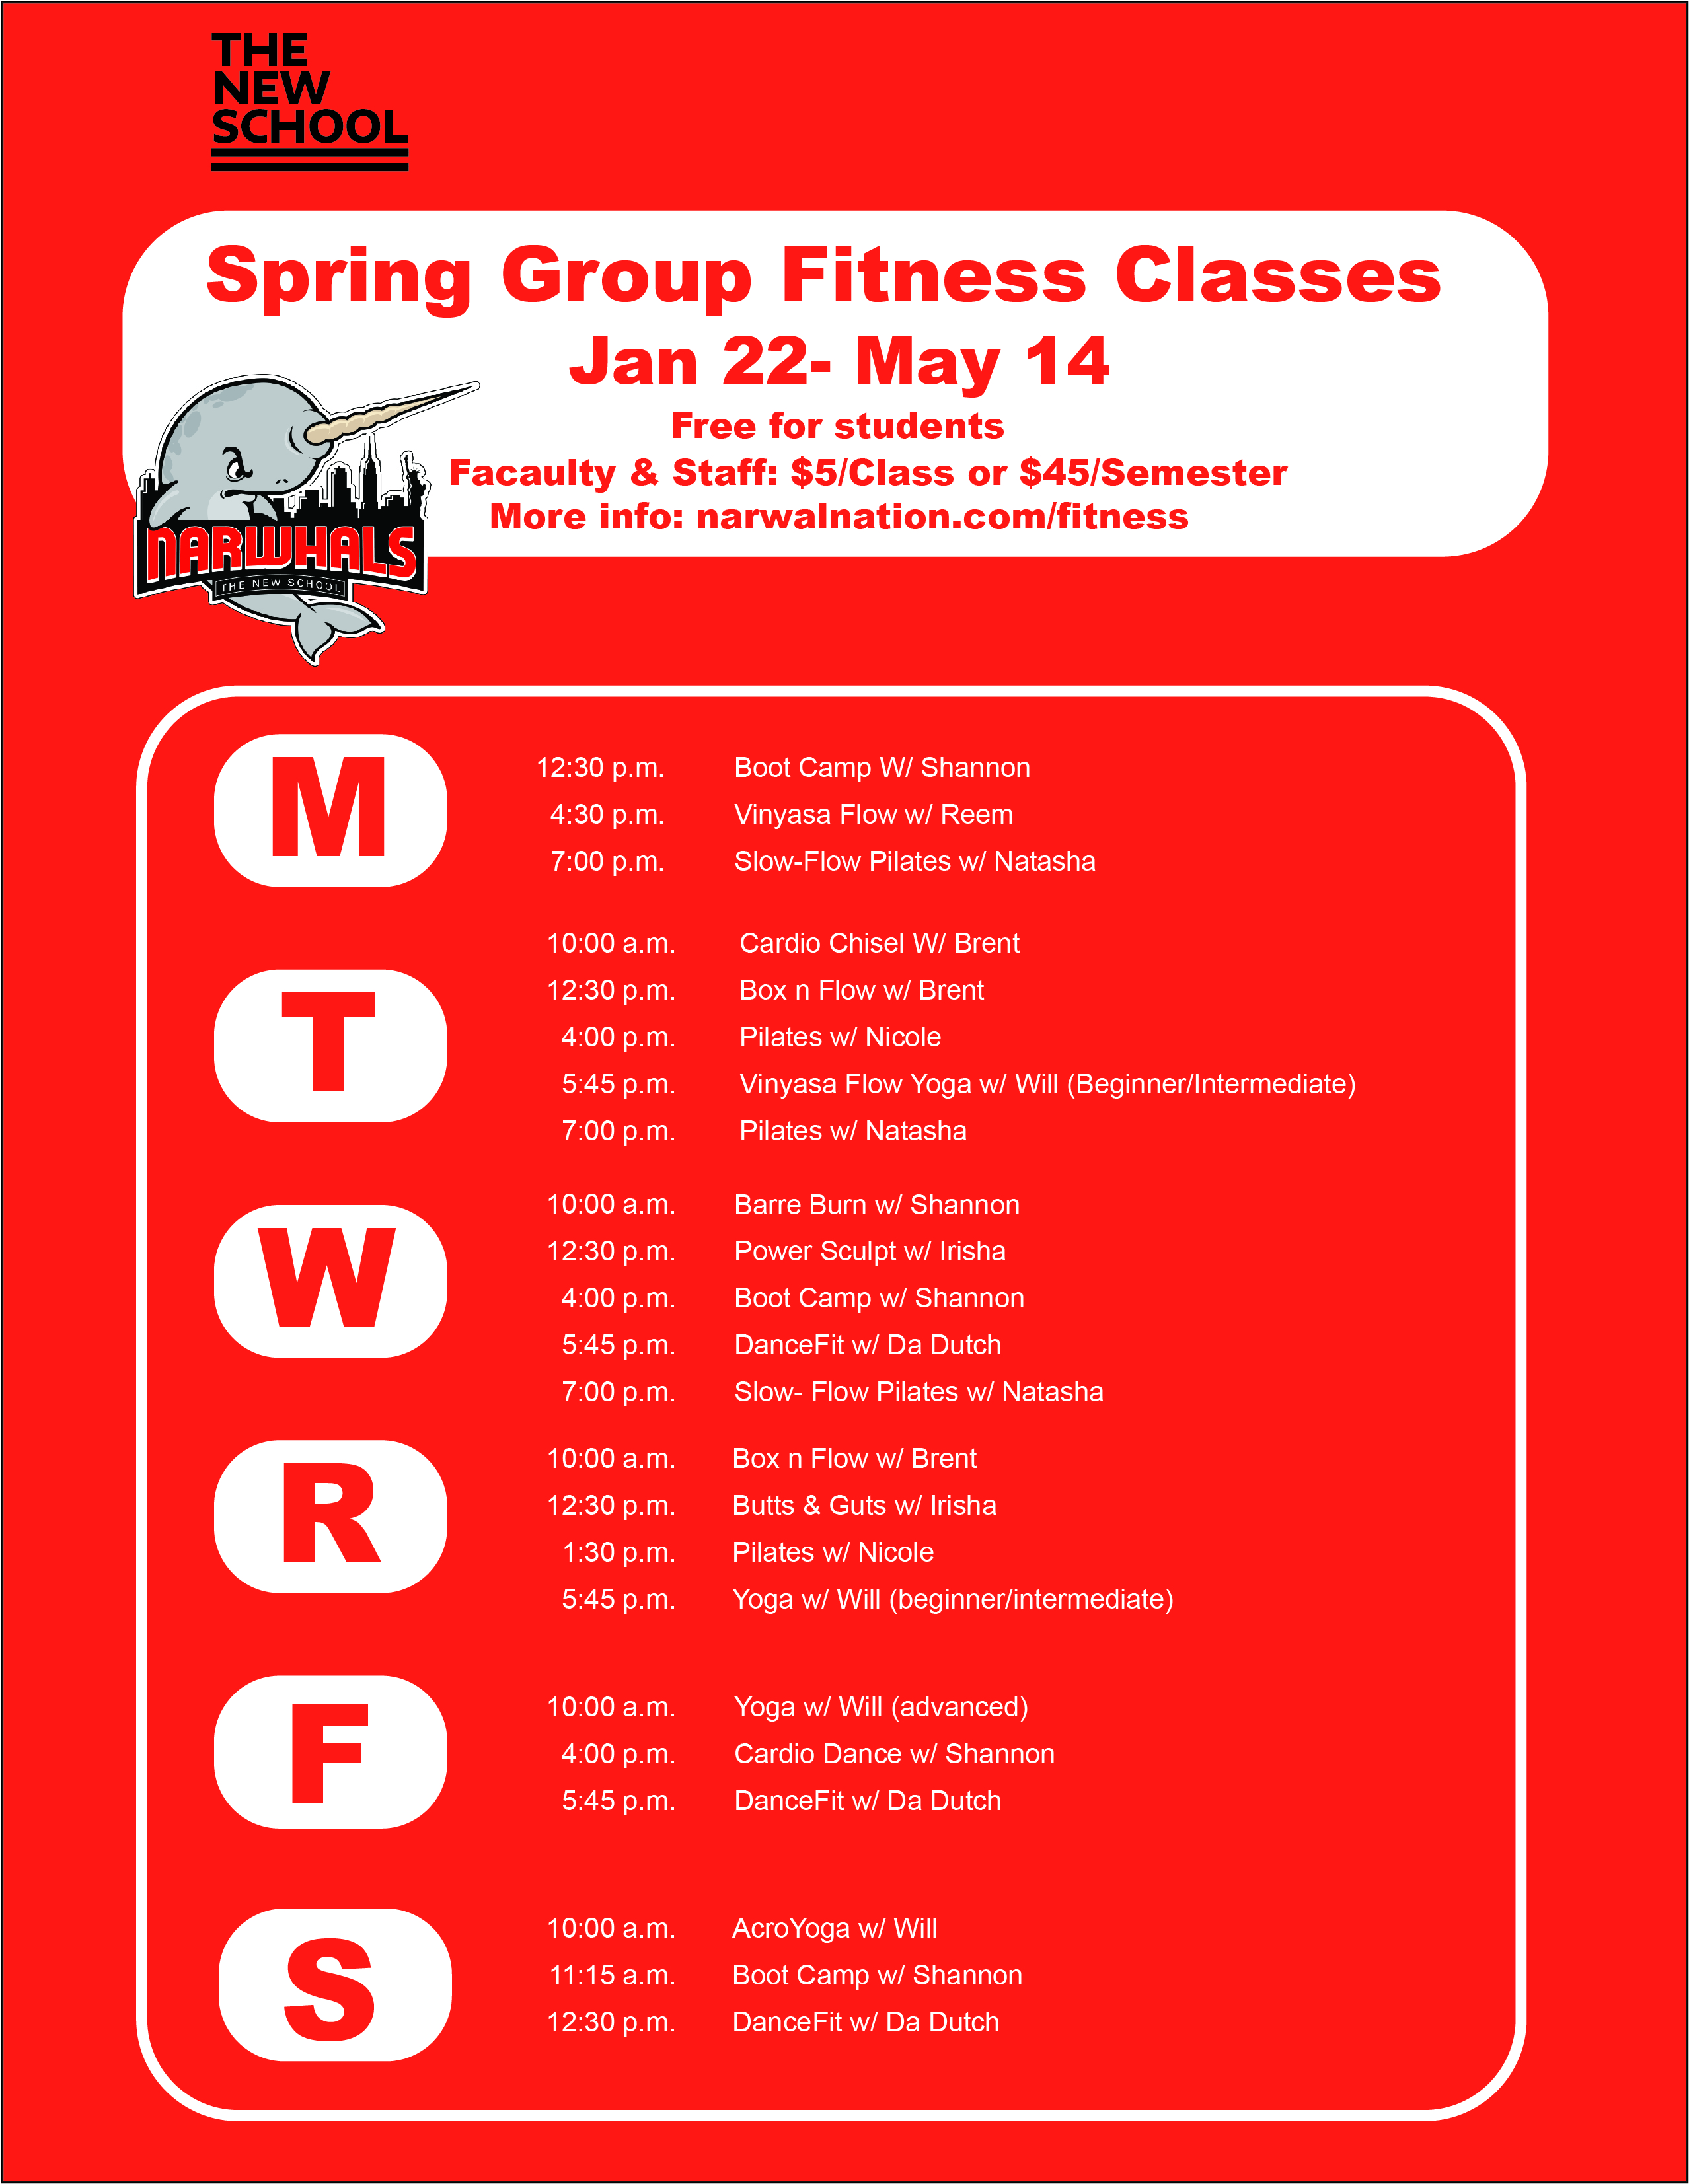 THE
NEW
SCHOOL
Spring Group Fitness Classes
Jan 22- May 14
Free for students
Facaulty & Staff: $5/Class or $45/Semester
More info: narwalnation.com/fitness
NARWHALS
THE NEW SCHOOL
M
12:30 p.m. Boot Camp W/ Shannon
4:30 p.m. Vinyasa Flow w/ Reem
7:00 p.m. Slow-Flow Pilates w/ Natasha
T
10:00 a.m. Cardio Chisel W/ Brent
12:30 p.m. Box n Flow w/ Brent
4:00 p.m. Pilates w/ Nicole
5:45 p.m. Vinyasa Flow Yoga w/ Will (Beginner/Intermediate)
7:00 p.m. Pilates w/ Natasha
W
10:00 a.m. Barre Burn w/ Shannon
12:30 p.m. Power Sculpt w/ Irisha
4:00 p.m. Boot Camp w/ Shannon
5:45 p.m. DanceFit w/ Da Dutch
7:00 p.m. Slow- Flow Pilates w/ Natasha
R
10:00 a.m. Box n Flow w/ Brent
12:30 p.m. Butts & Guts w/ Irisha
1:30 p.m. Pilates w/ Nicole
5:45 p.m. Yoga w/ Will (beginner/intermediate)
F
10:00 a.m. Yoga w/ Will (advanced)
4:00 p.m. Cardio Dance w/ Shannon
5:45 p.m. DanceFit w/ Da Dutch
S
10:00 a.m. AcroYoga w/ Will
11:15 a.m. Boot Camp w/ Shannon
12:30 p.m. DanceFit w/ Da Dutch